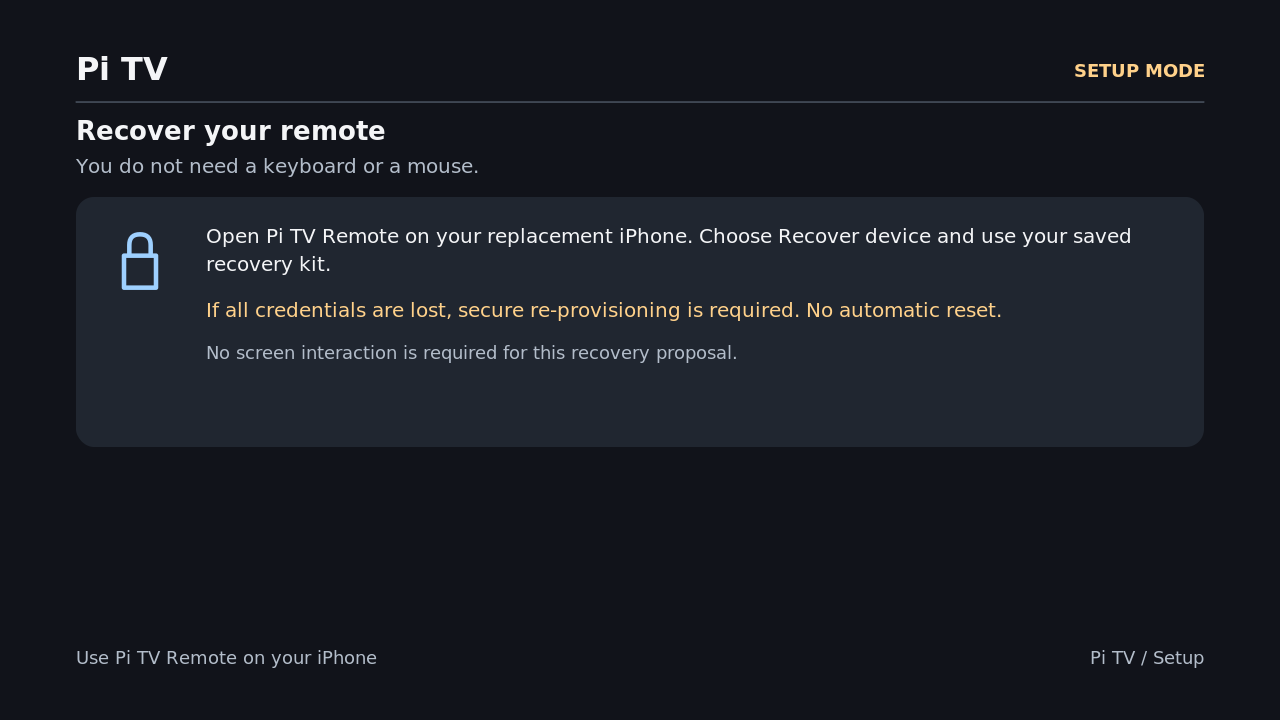 Pi TV
SETUP MODE
Recover your remote
You do not need a keyboard or a mouse.
Open Pi TV Remote on your replacement iPhone. Choose Recover device and use your saved
recovery kit.
If all credentials are lost, secure re-provisioning is required. No automatic reset.
No screen interaction is required for this recovery proposal.
Use Pi TV Remote on your iPhone
Pi TV / Setup